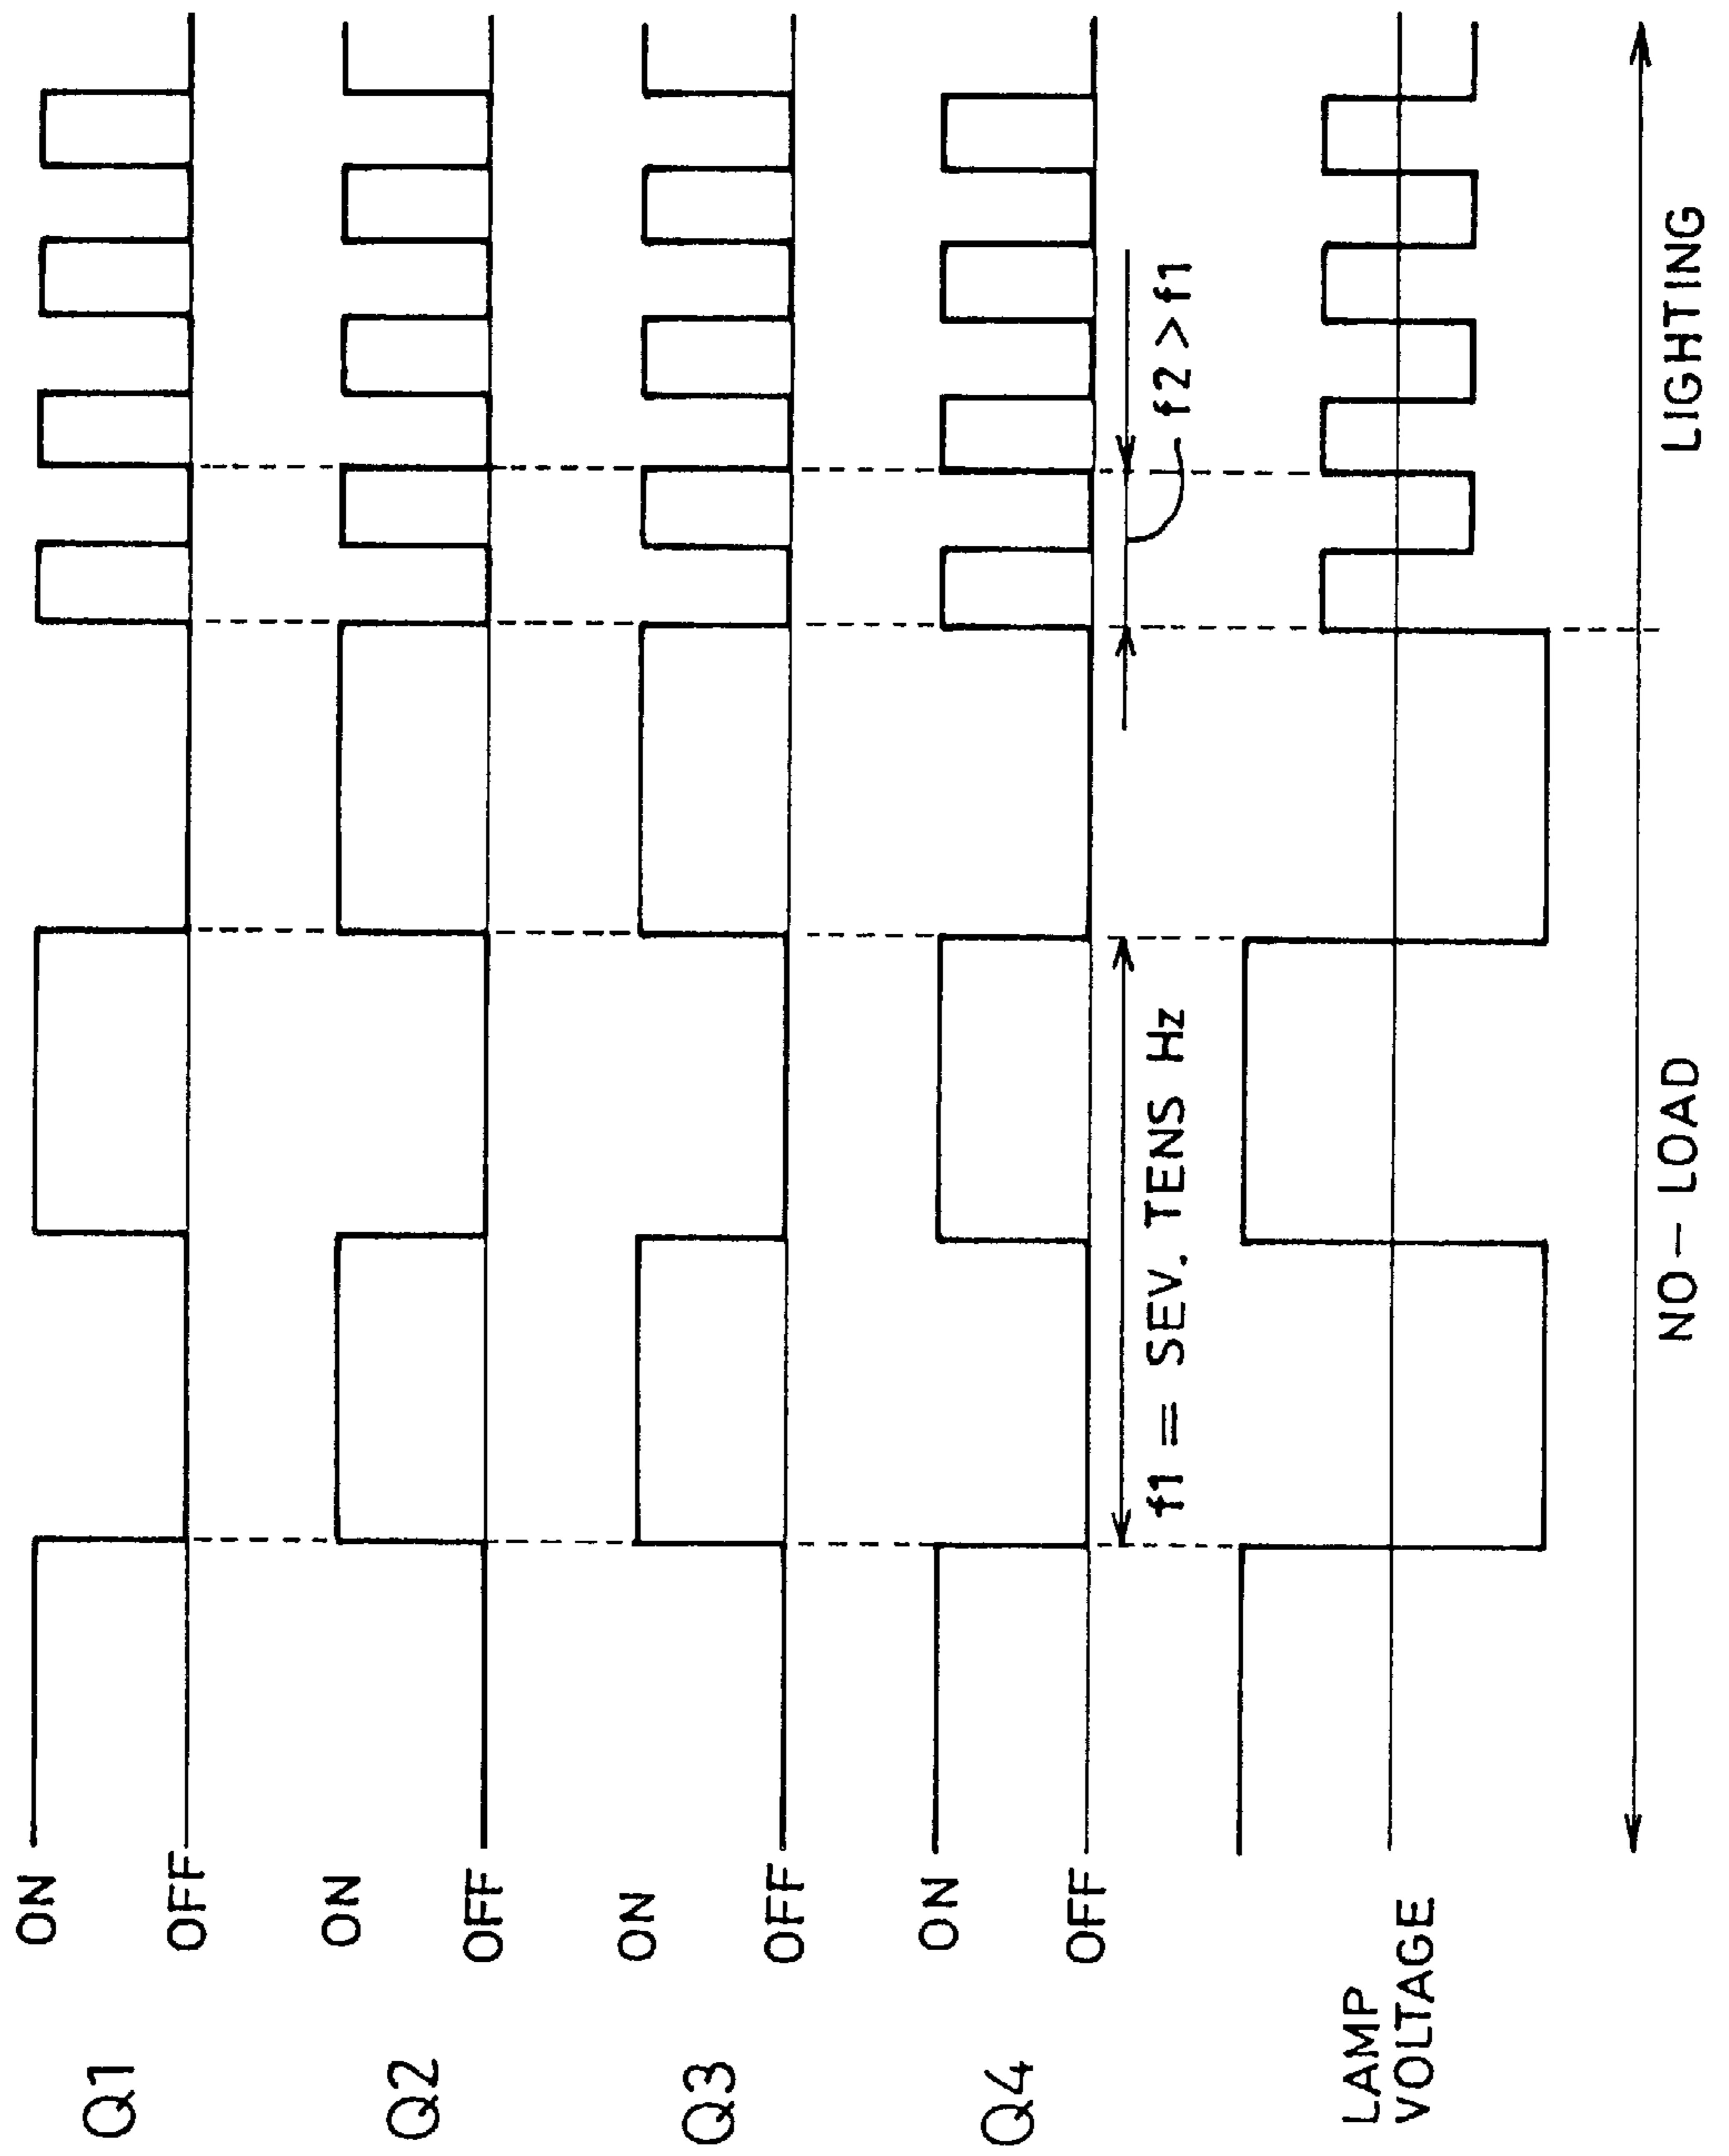 Q1
ON
OFF
Q2
ON
OFF
Q3
ON
OFF
Q4
ON
OFF
f1 = SEV. TENS Hz
f2 > f1
LAMP
VOLTAGE
NO-LOAD
LIGHTING